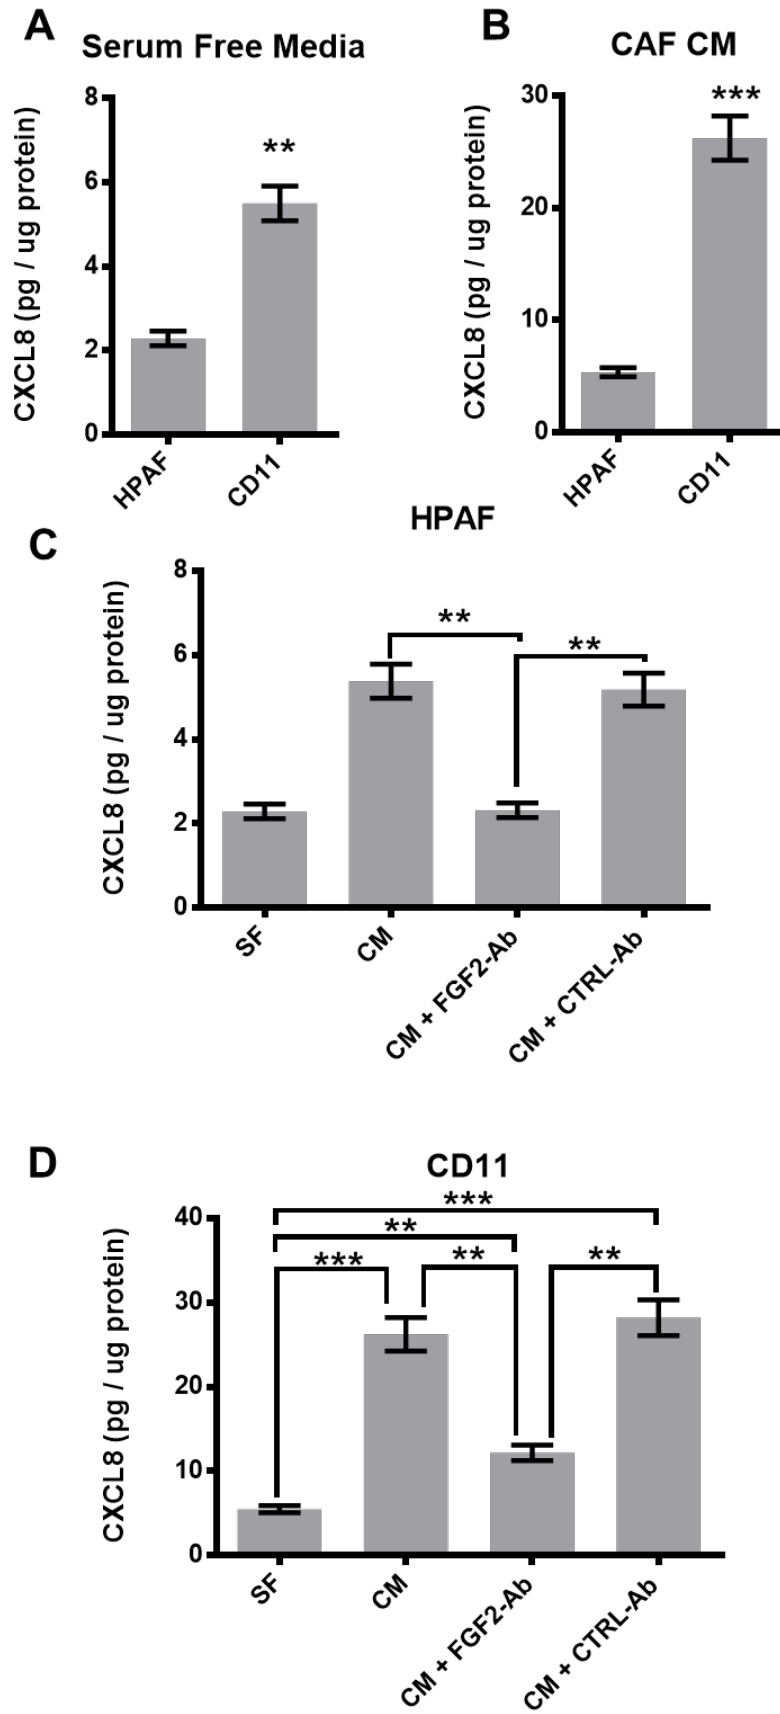 A
Serum Free Media
CXCL8 (pg / ug protein)
8
6
4
2
0
**
HPAF
CD11
B
CAF CM
CXCL8 (pg / ug protein)
30
20
10
0
***
HPAF
CD11
C
HPAF
CXCL8 (pg / ug protein)
8
6
4
2
0
**
**
SF
CM
CM + FGF2-Ab
CM + CTRL-Ab
D
CD11
CXCL8 (pg / ug protein)
40
30
20
10
0
***
**
***
**
**
SF
CM
CM + FGF2-Ab
CM + CTRL-Ab